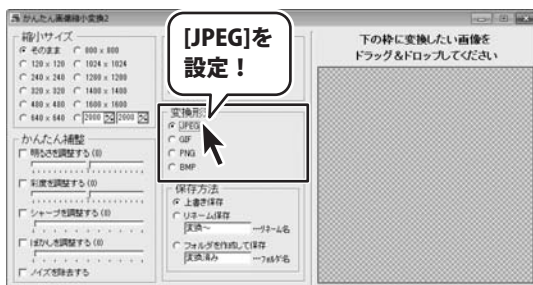 かんたん画像縮小変換2
縮小サイズ
そのまま
800 x 800
120 x 120
1024 x 1024
240 x 240
1280 x 1280
320 x 320
1400 x 1400
480 x 480
1600 x 1600
640 x 640
2000
2000
かんたん補整
明るさを調整する(0)
彩度を調整する(0)
シャープを調整する(0)
ぼかしを調整する(0)
ノイズを除去する
[JPEG]を
設定！
変換形
JPEG
GIF
PNG
BMP
保存方法
上書き保存
リネーム保存
変換～
---リネーム名
フォルダを作成して保存
変換済み
---フォルダ名
下の枠に変換したい画像を
ドラッグ＆ドロップしてください